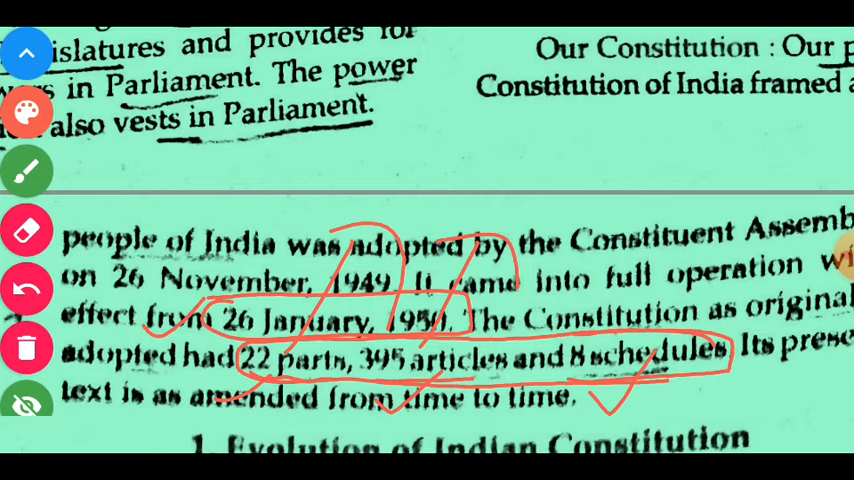 islatures and provides for
in Parliament. The power
also vests in Parliament.
Our Constitution : Our
Constitution of India framed
people of India was adopted by the Constituent Assemb
on 26 November, 1949. It came into full operation wi
effect from 26 January, 1950. The Constitution as original
adopted had 22 parts, 395 articles and 8 schedules. Its prese
text is as amended from time to time.
1. Evolution of Indian Constitution